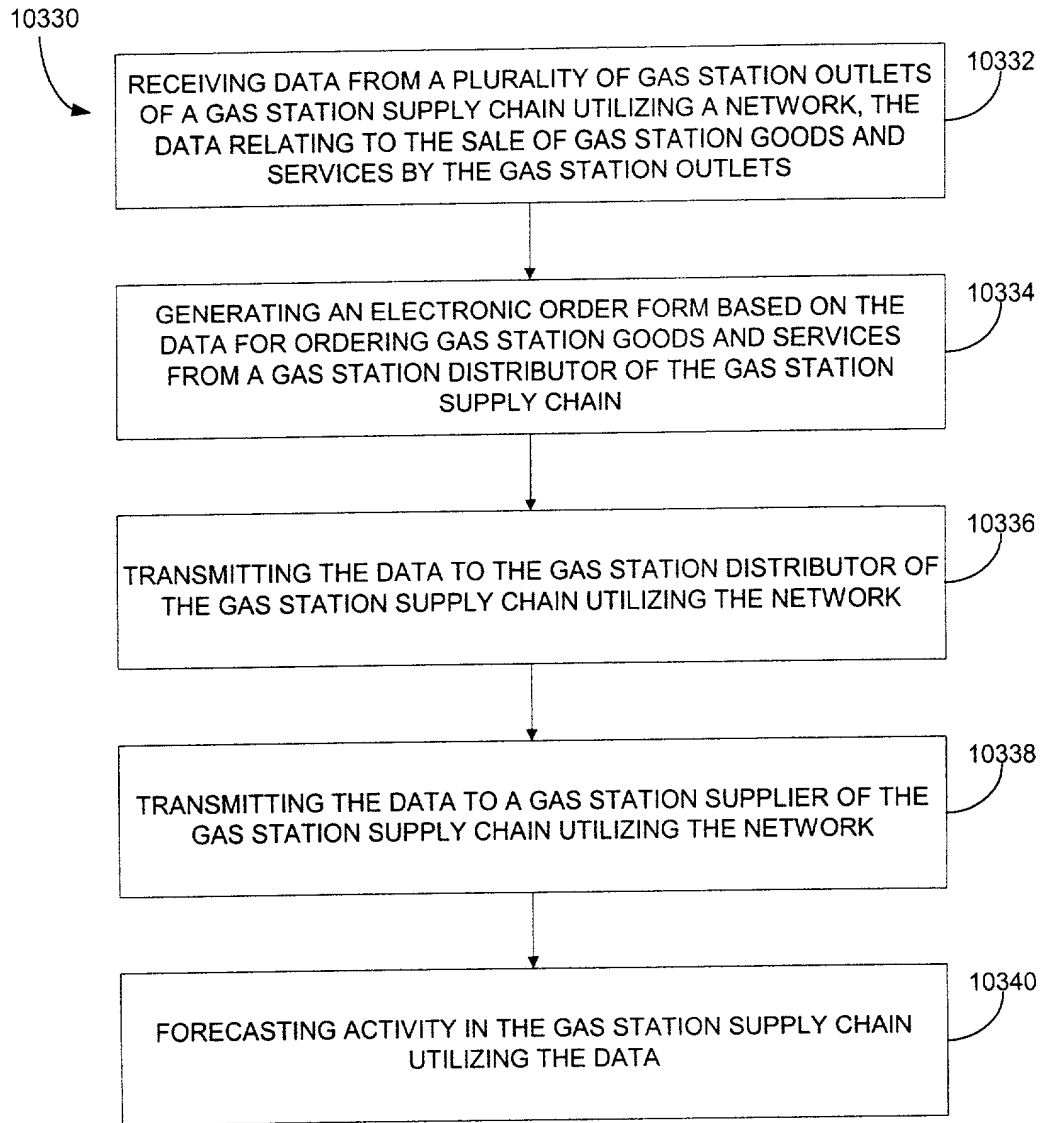 10330
RECEIVING DATA FROM A PLURALITY OF GAS STATION OUTLETS
OF A GAS STATION SUPPLY CHAIN UTILIZING A NETWORK, THE
DATA RELATING TO THE SALE OF GAS STATION GOODS AND
SERVICES BY THE GAS STATION OUTLETS
10332
GENERATING AN ELECTRONIC ORDER FORM BASED ON THE
DATA FOR ORDERING GAS STATION GOODS AND SERVICES
FROM A GAS STATION DISTRIBUTOR OF THE GAS STATION
SUPPLY CHAIN
10334
TRANSMITTING THE DATA TO THE GAS STATION DISTRIBUTOR OF
THE GAS STATION SUPPLY CHAIN UTILIZING THE NETWORK
10336
TRANSMITTING THE DATA TO A GAS STATION SUPPLIER OF THE
GAS STATION SUPPLY CHAIN UTILIZING THE NETWORK
10338
FORECASTING ACTIVITY IN THE GAS STATION SUPPLY CHAIN
UTILIZING THE DATA
10340